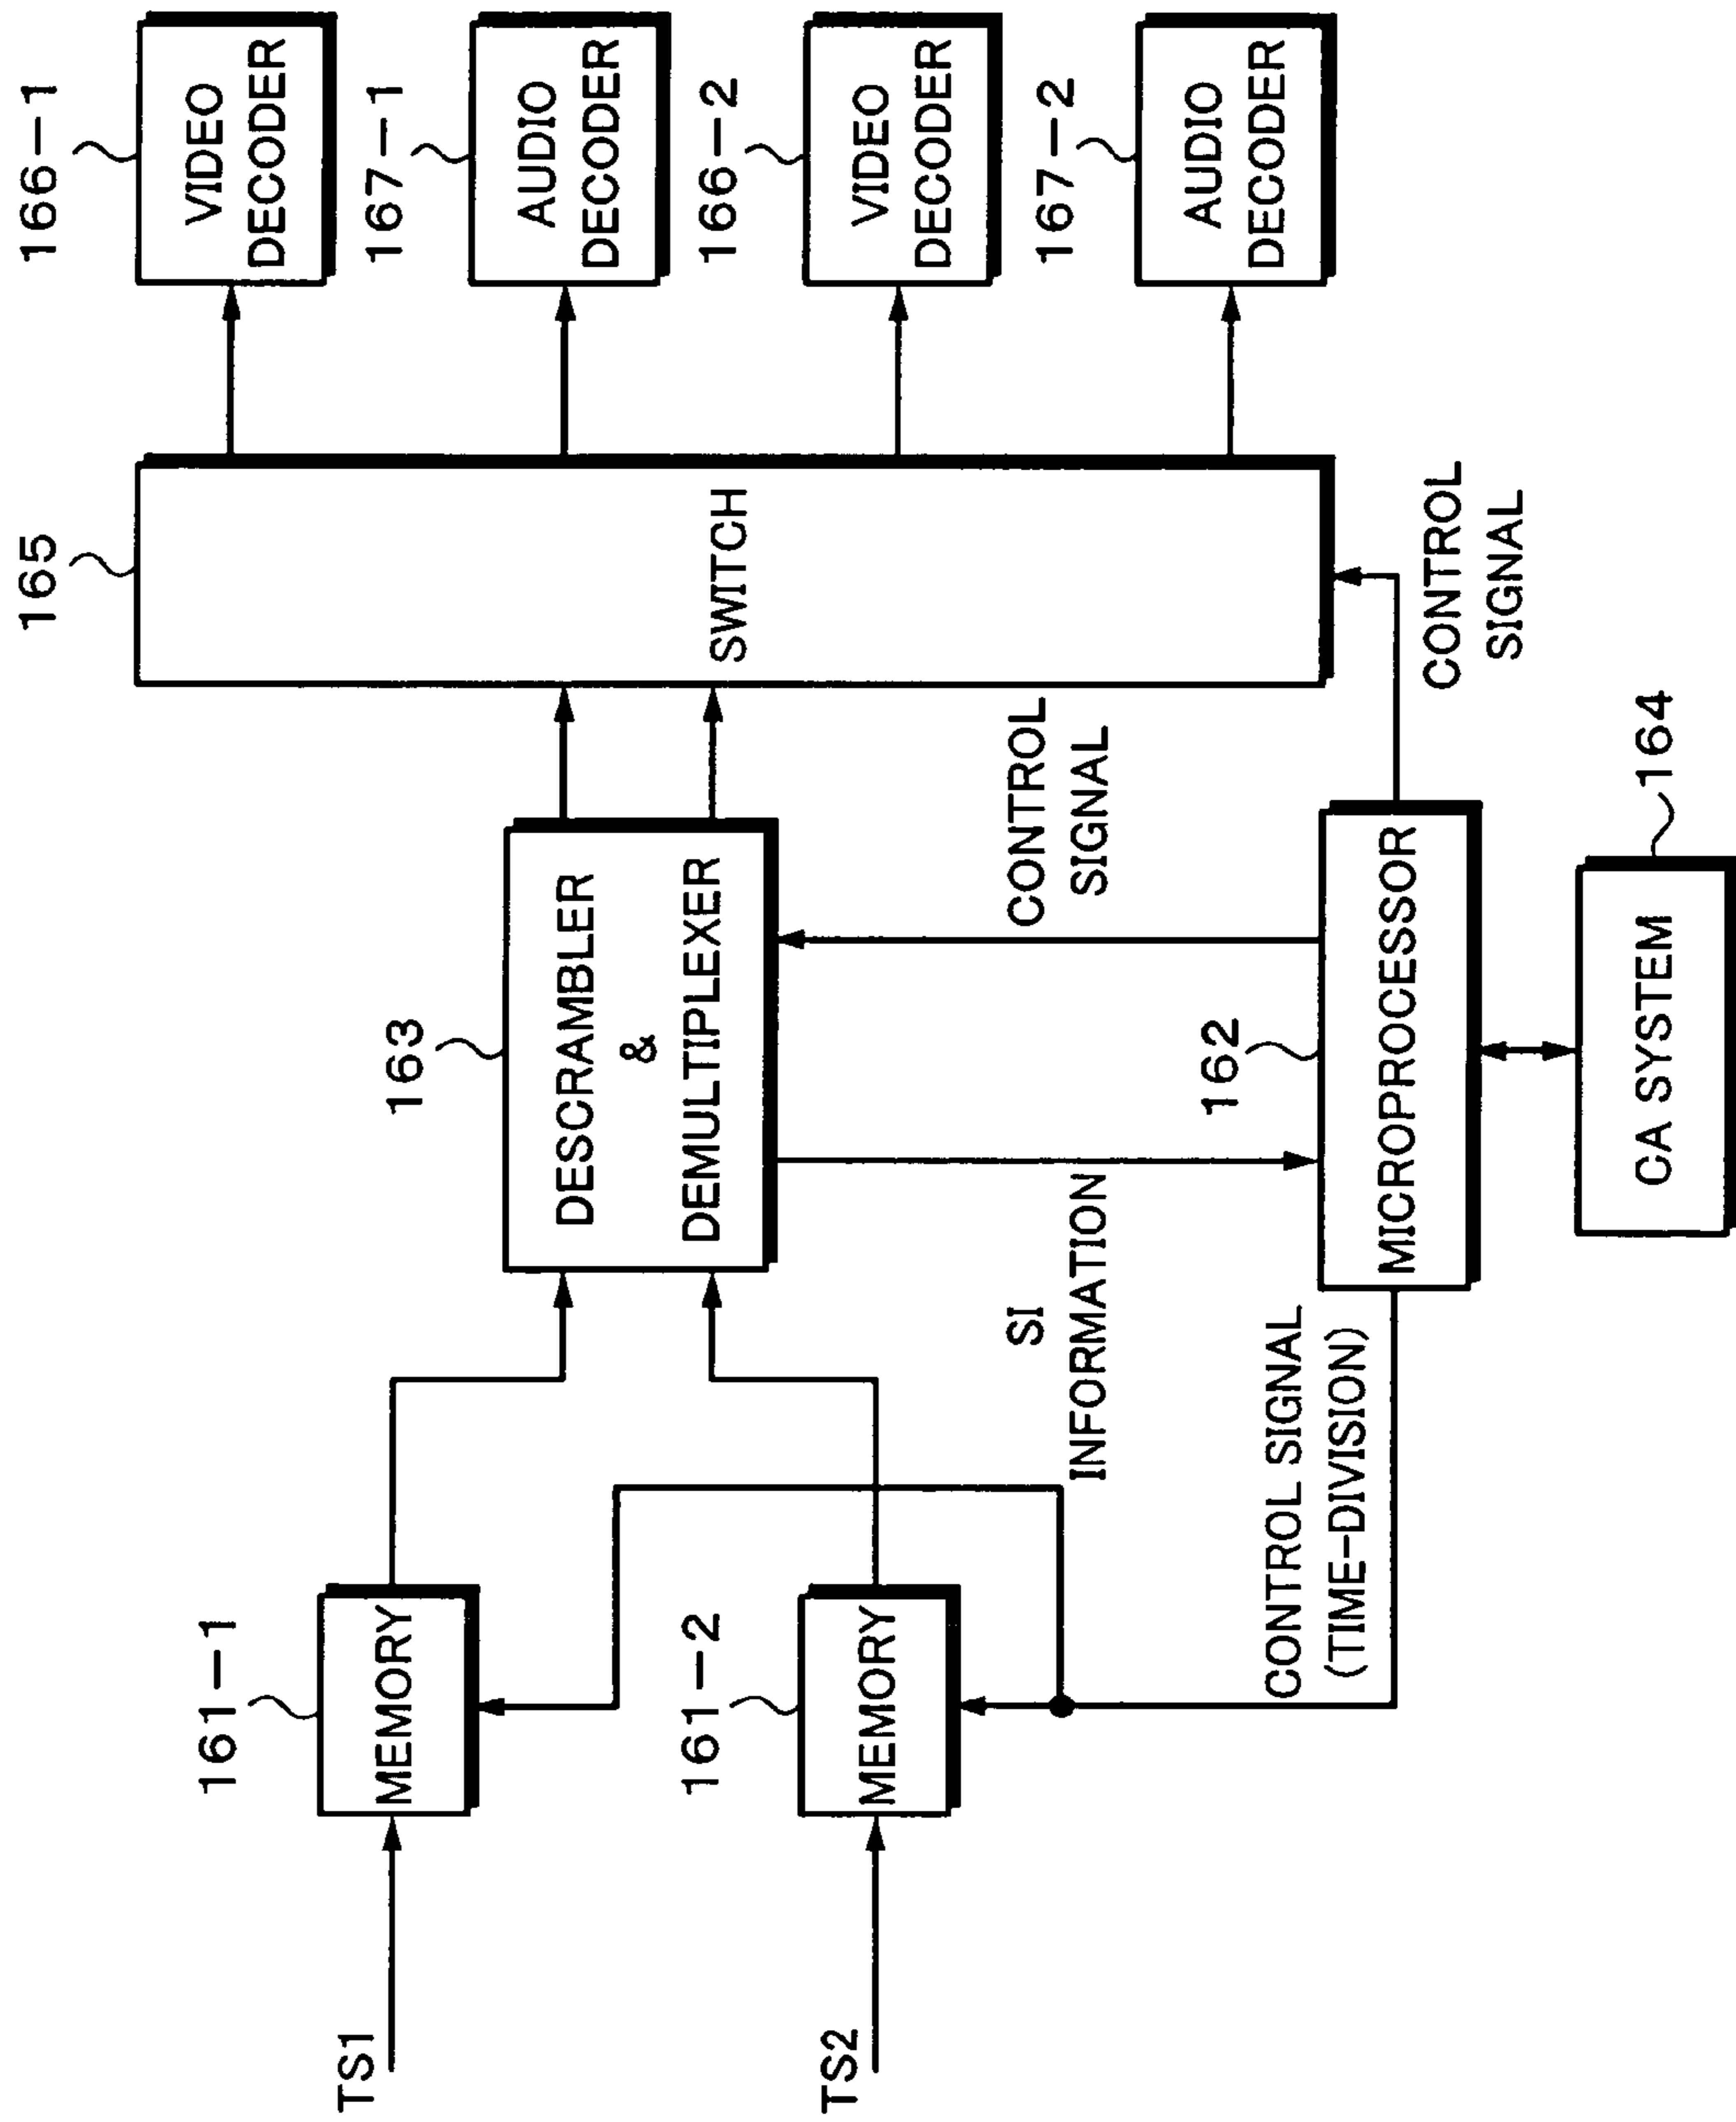 TS1
TS2
161-1
MEMORY
161-2
MEMORY
163
DESCRAMBLER
&
DEMULTIPLEXER
SI
INFORMATION
CONTROL
SIGNAL
CONTROL SIGNAL
(TIME-DIVISION)
162
MICROPROCESSOR
164
CA SYSTEM
165
SWITCH
CONTROL
SIGNAL
166-1
VIDEO
DECODER
167-1
AUDIO
DECODER
166-2
VIDEO
DECODER
167-2
AUDIO
DECODER